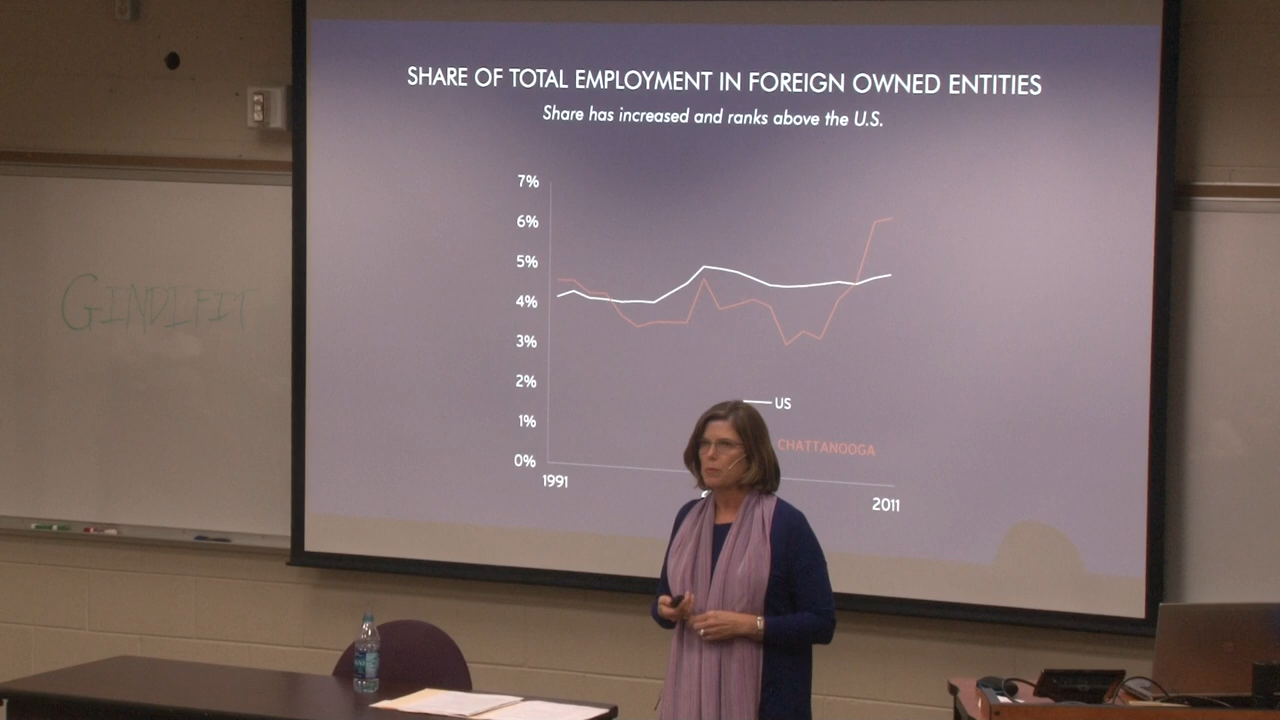 SHARE OF TOTAL EMPLOYMENT IN FOREIGN OWNED ENTITIES
Share has increased and ranks above the U.S.
7%
6%
5%
4%
3%
2%
1%
0%
US
CHATTANOOGA
1991
2011
GINDLFIT